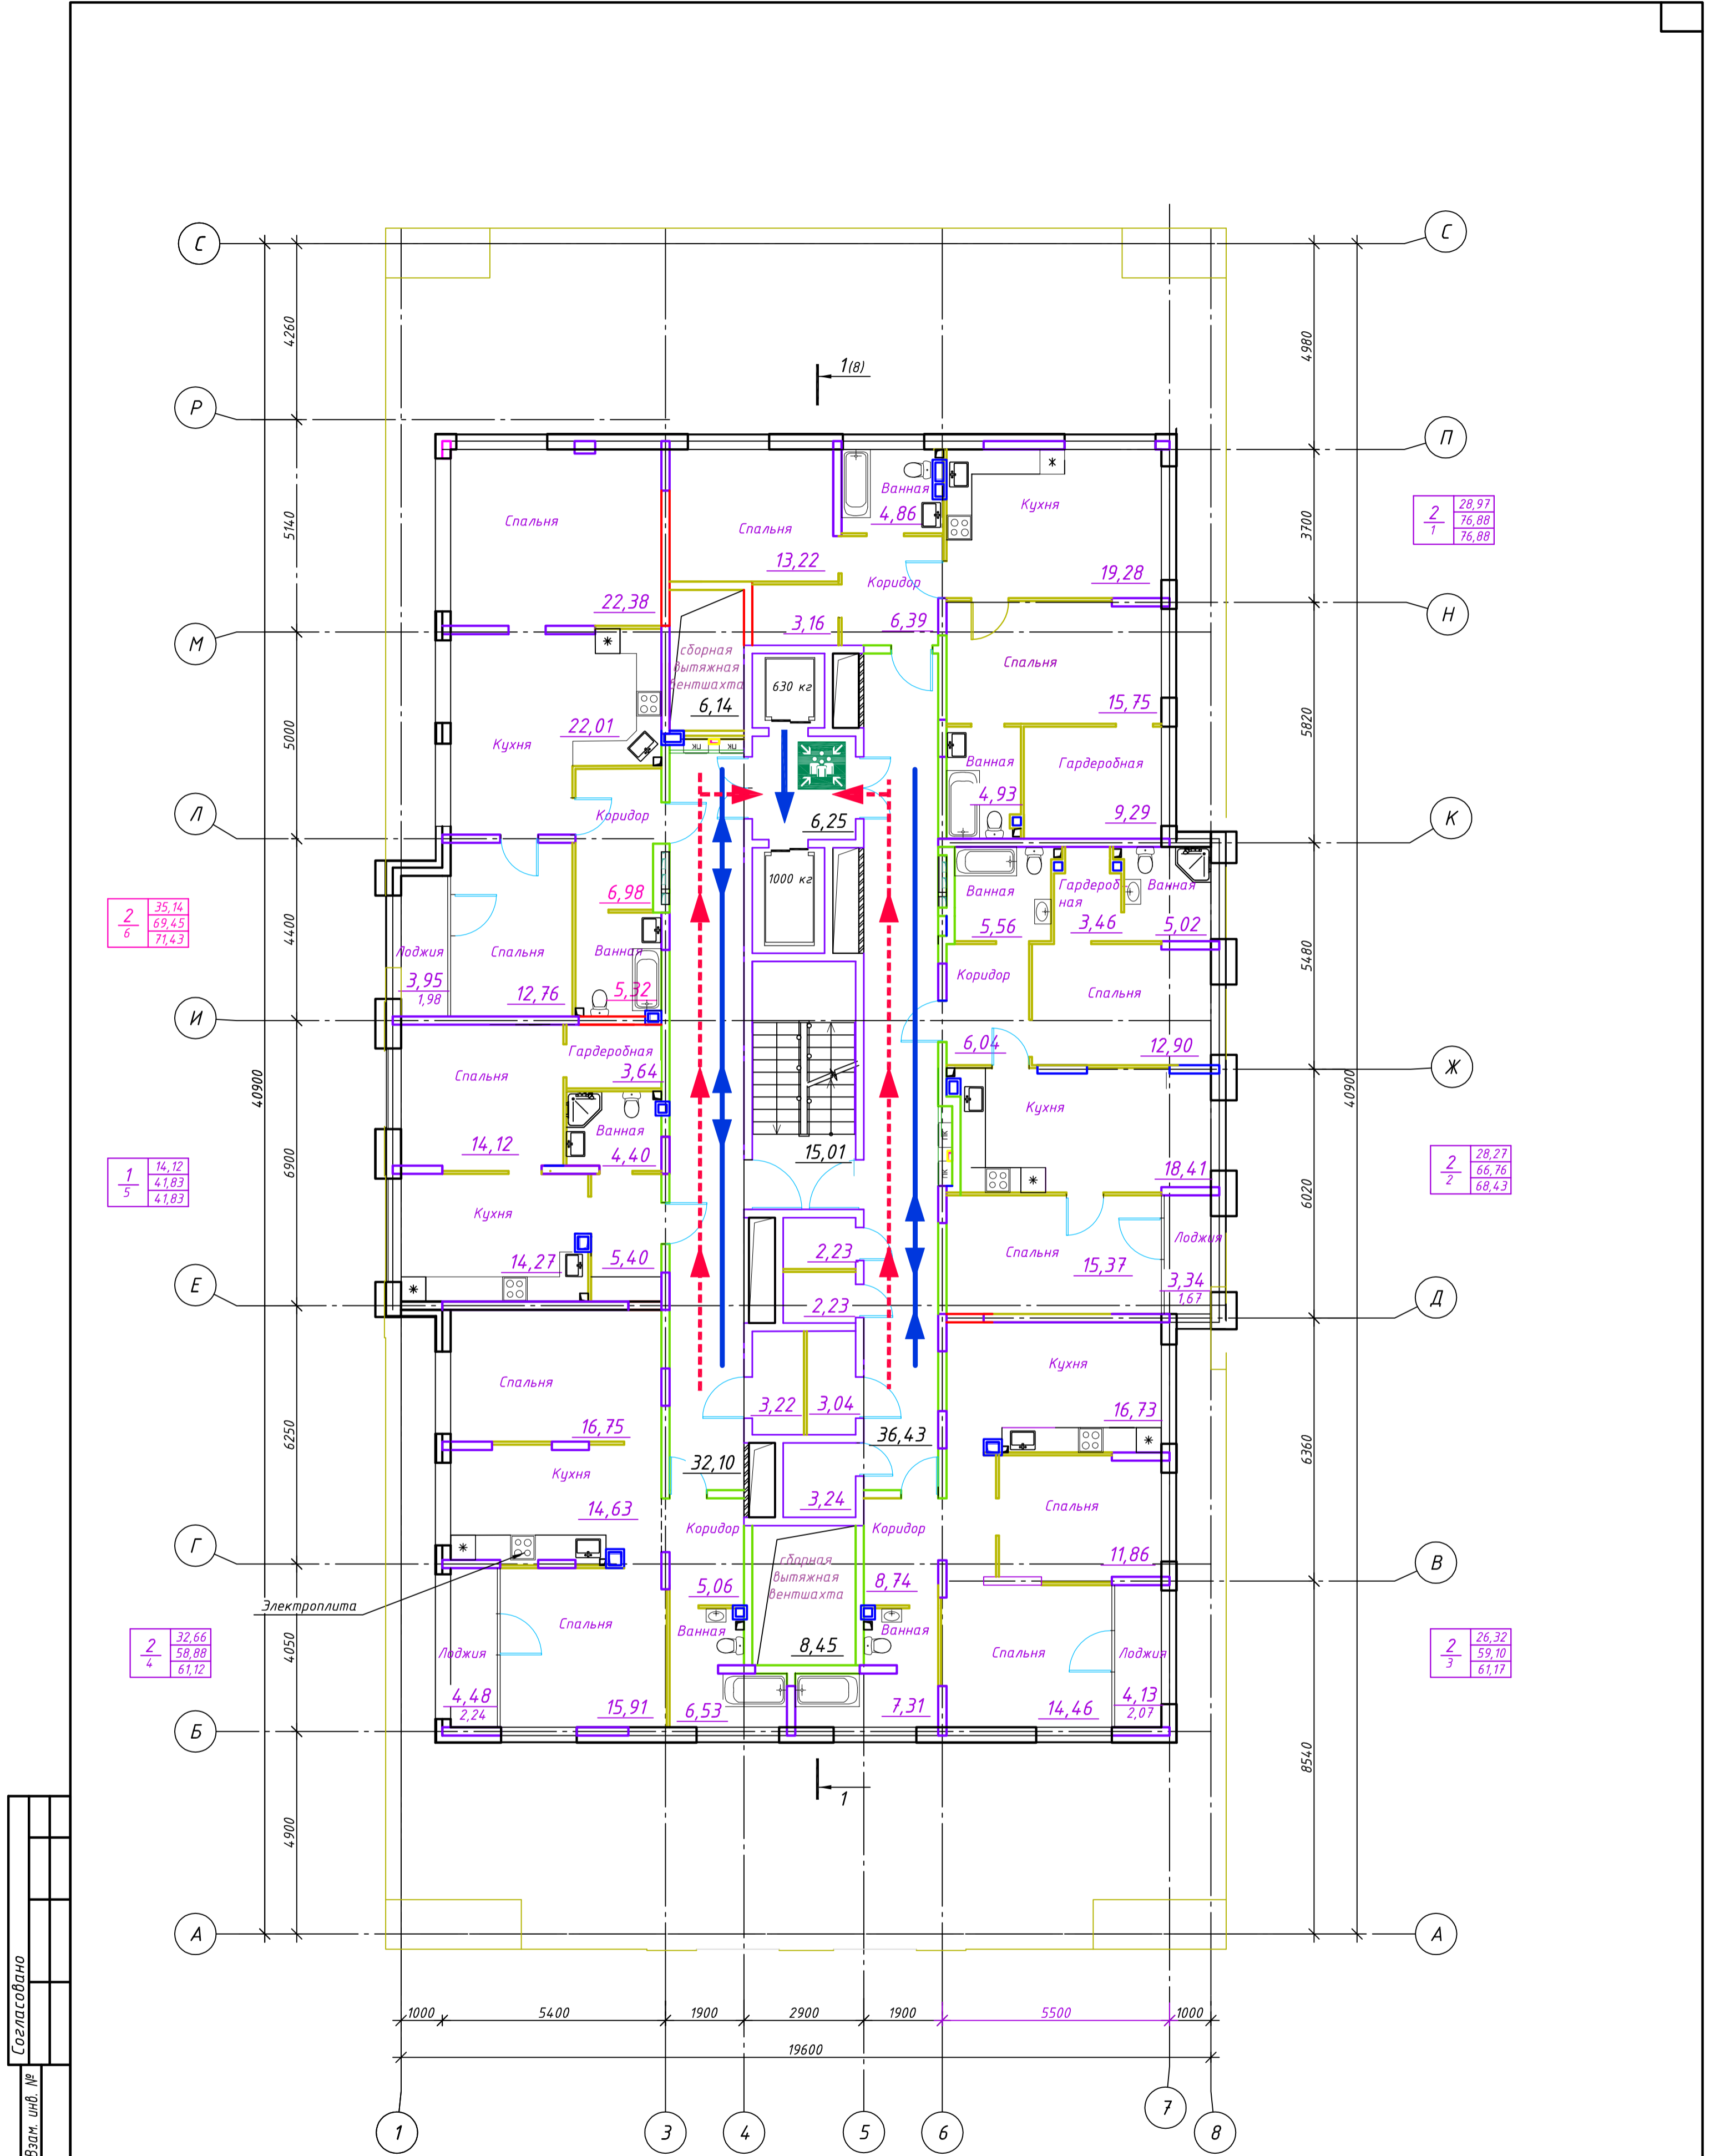 С
С
4260
4980
1(8)
Р
П
28,97
2
76,88
1
76,88
5140
3700
Спальня
Спальня
Ванная
4,86
Кухня
13,22
19,28
22,38
Коридор
3,16
6,39
Н
М
сборная
вытяжная
вентшахта
6,14
630 кг
Спальня
15,75
22,01
Кухня
ПК
ПК
5000
5820
Ванная
4,93
Гардеробная
9,29
Л
Коридор
6,25
К
1000 кг
35,14
2
69,45
6
71,43
6,98
Ванная
Гардероб
ная
Ванная
5,56
3,46
5,02
4400
5480
Лоджия
Спальня
Ванная
3,95
1,98
12,76
5,32
Коридор
Спальня
И
6,04
12,90
Гардеробная
3,64
Спальня
Ж
40900
40900
Кухня
14,12
Ванная
4,40
15,01
ПК
ПК
18,41
14,12
1
41,83
5
41,83
28,27
2
66,76
2
68,43
6900
6020
Кухня
Спальня
Лоджия
14,27
5,40
2,23
15,37
3,34
1,67
Е
2,23
Д
Спальня
Кухня
16,75
3,22
3,04
16,73
6250
6360
36,43
32,10
Кухня
14,63
3,24
Спальня
Коридор
Коридор
11,86
Г
В
сборная
вытяжная
вентшахта
5,06
8,74
Электроплита
Спальня
Ванная
Ванная
Спальня
Лоджия
Лоджия
8,45
32,66
2
58,88
4
61,12
26,32
2
59,10
3
61,17
4050
4,48
2,24
15,91
6,53
7,31
14,46
4,13
2,07
Б
8540
1
4900
А
А
Согласовано
1000
5400
1900
2900
1900
5500
1000
19600
Взам. инв. №
1
3
4
5
6
7
8